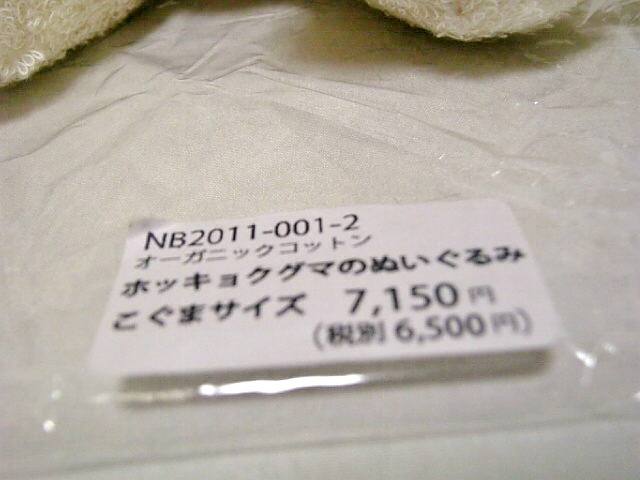 NB2011-001-2
オーガニックコットン
ホッキョクグマのぬいぐるみ
こぐまサイズ 7,150円
（税別 6,500円）